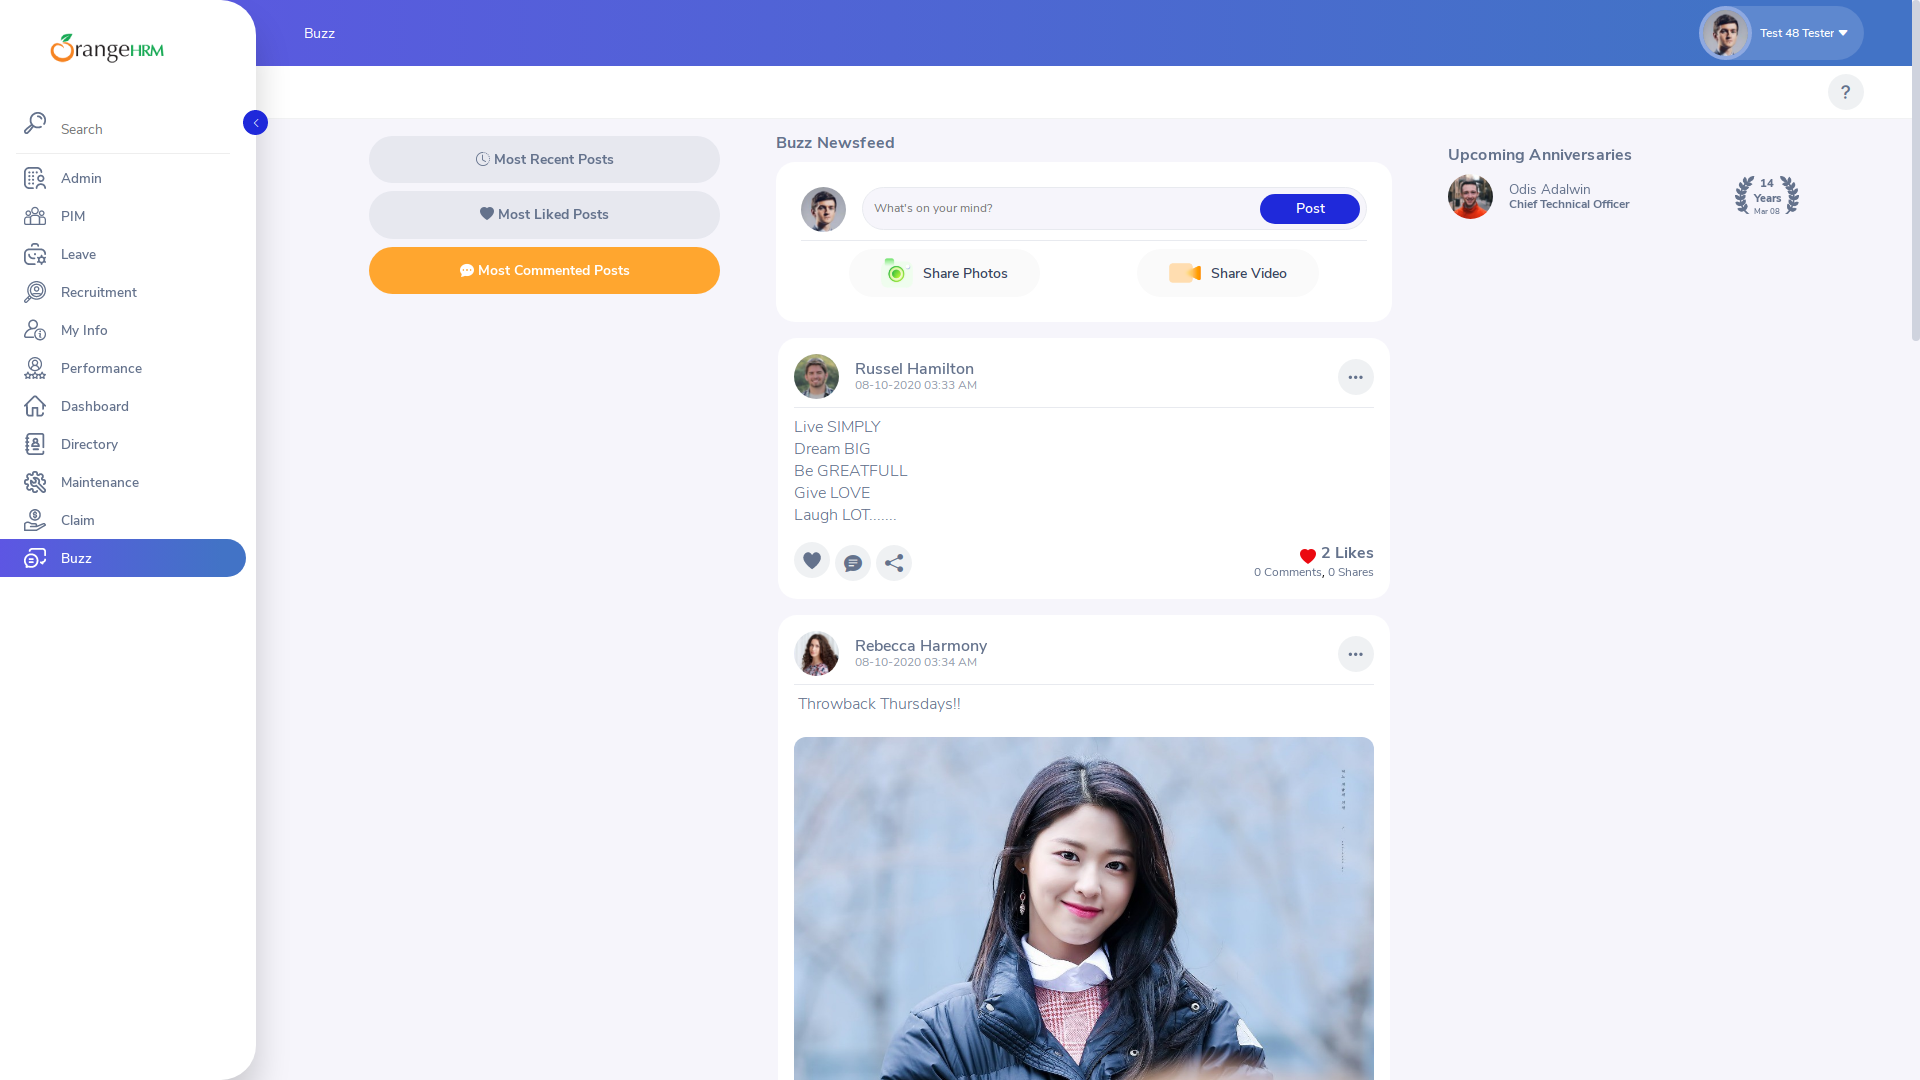 OrangeHRM
Search
Admin
PIM
Leave
Recruitment
My Info
Performance
Dashboard
Directory
Maintenance
Claim
Buzz
Buzz
Test 48 Tester
?
Most Recent Posts
Most Liked Posts
Most Commented Posts
Buzz Newsfeed
What's on your mind?
Post
Share Photos
Share Video
Russel Hamilton
08-10-2020 03:33 AM
Live SIMPLY
Dream BIG
Be GREATFULL
Give LOVE
Laugh LOT.......
2 Likes
0 Comments, 0 Shares
Rebecca Harmony
08-10-2020 03:34 AM
Throwback Thursdays!!
Upcoming Anniversaries
Odis Adalwin
Chief Technical Officer
14
Years
Mar 08